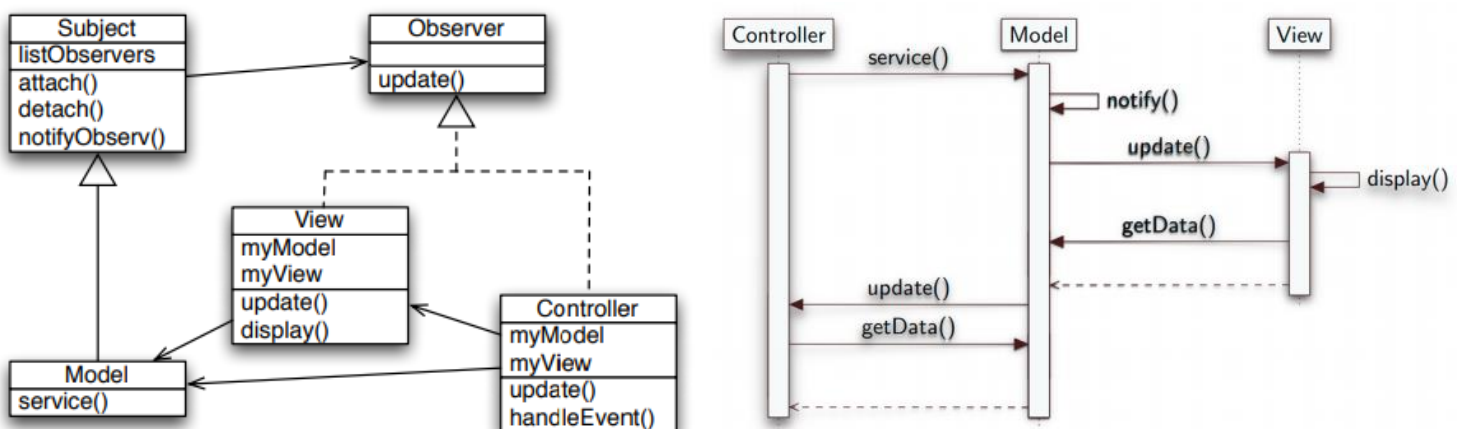 Subject
listObservers
attach()
detach()
notifyObserv()
Observer
update()
View
myModel
myView
update()
display()
Controller
myModel
myView
update()
handleEvent()
Model
service()
Controller
Model
View
service()
notify()
update()
display()
getData()
update()
getData()